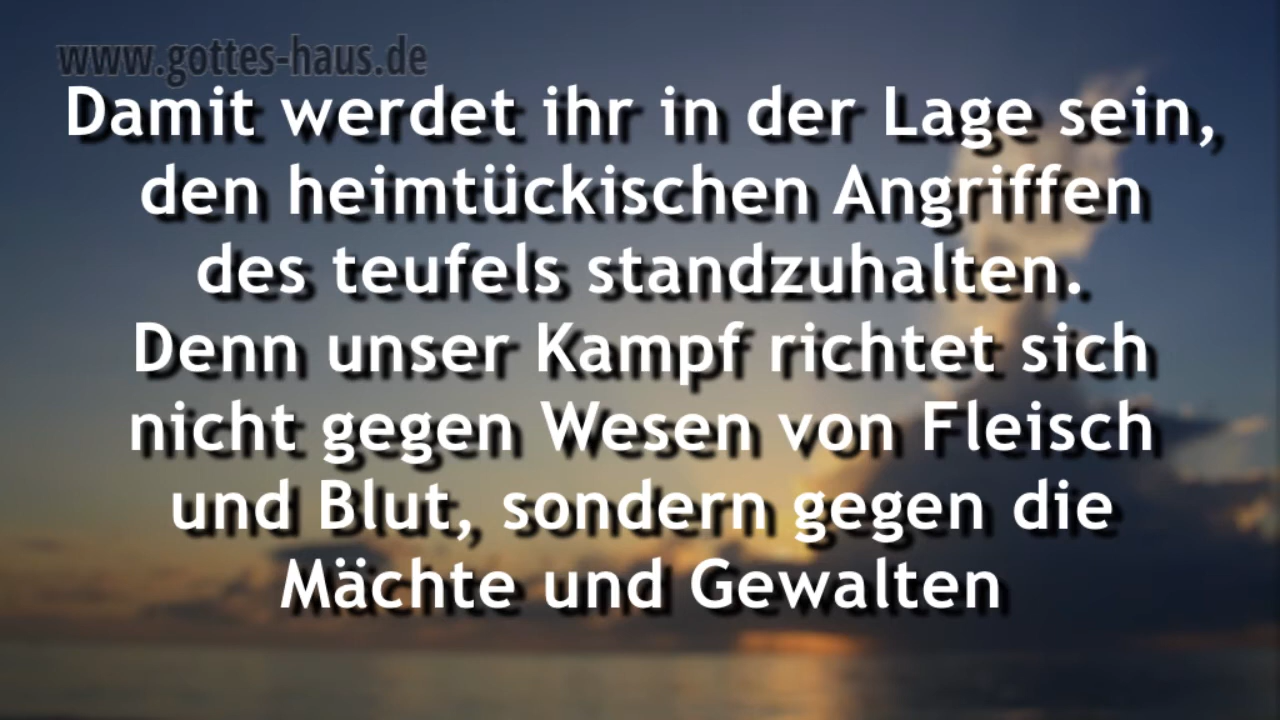 www.gottes-haus.de
Damit werdet ihr in der Lage sein,
den heimtückischen Angriffen
des teufels standzuhalten.
Denn unser Kampf richtet sich
nicht gegen Wesen von Fleisch
und Blut, sondern gegen die
Mächte und Gewalten